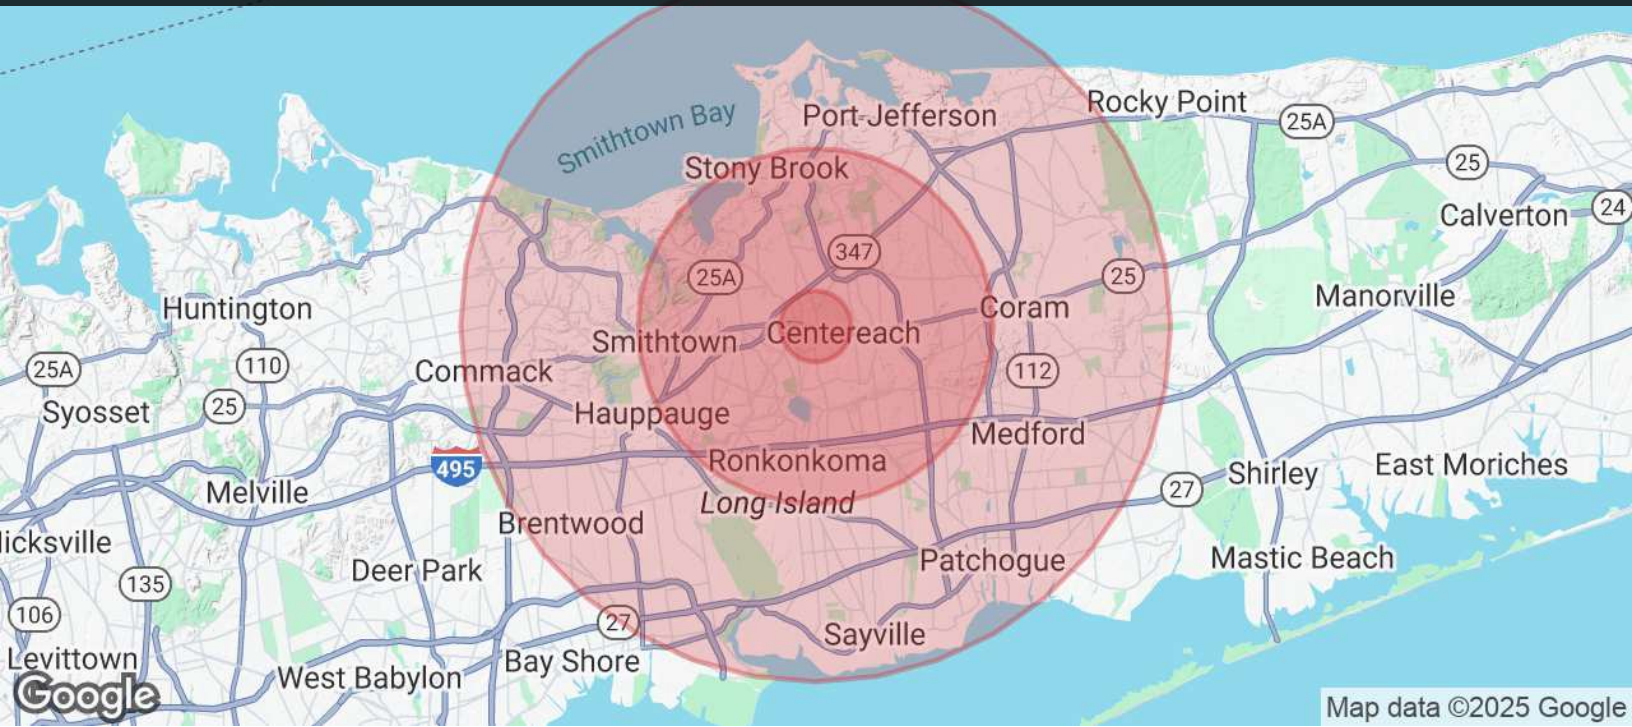 Smithtown Bay
Port Jefferson
Rocky Point
25A
Stony Brook
25
Calverton
24
347
25A
25
Manorville
Huntington
Coram
Smithtown
Centereach
110
25A
Commack
112
25
Syosset
Hauppauge
Medford
Ronkonkoma
495
Shirley
East Moriches
Melville
27
Long Island
Brentwood
licksville
Deer Park
Patchogue
Mastic Beach
135
106
27
Sayville
Levittown
Bay Shore
West Babylon
Google
Map data ©2025 Google